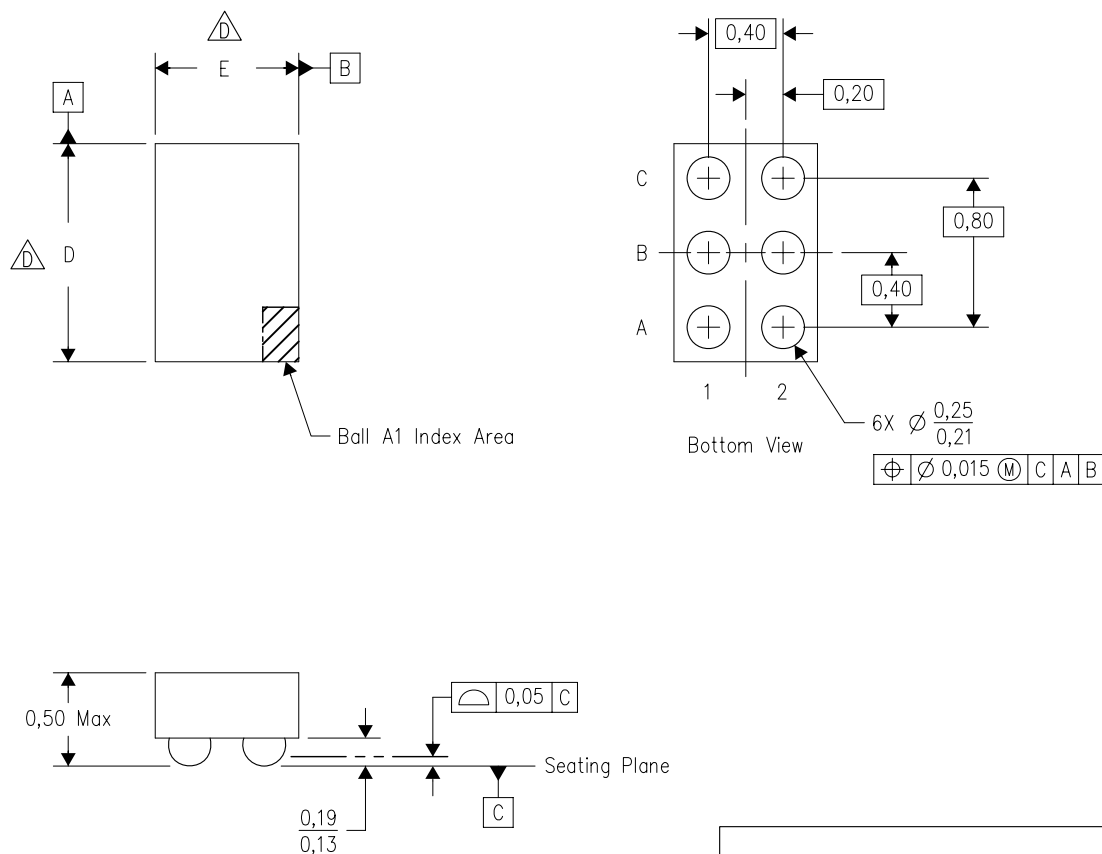 D
E
B
A
D
D
Ball A1 Index Area
0,40
0,20
C
B
A
0,80
0,40
1 2
Bottom View
6X Ø 0,25
0,21
⌖ Ø 0,015 Ⓜ C A B
0,50 Max
0,05 C
Seating Plane
C
0,19
0,13